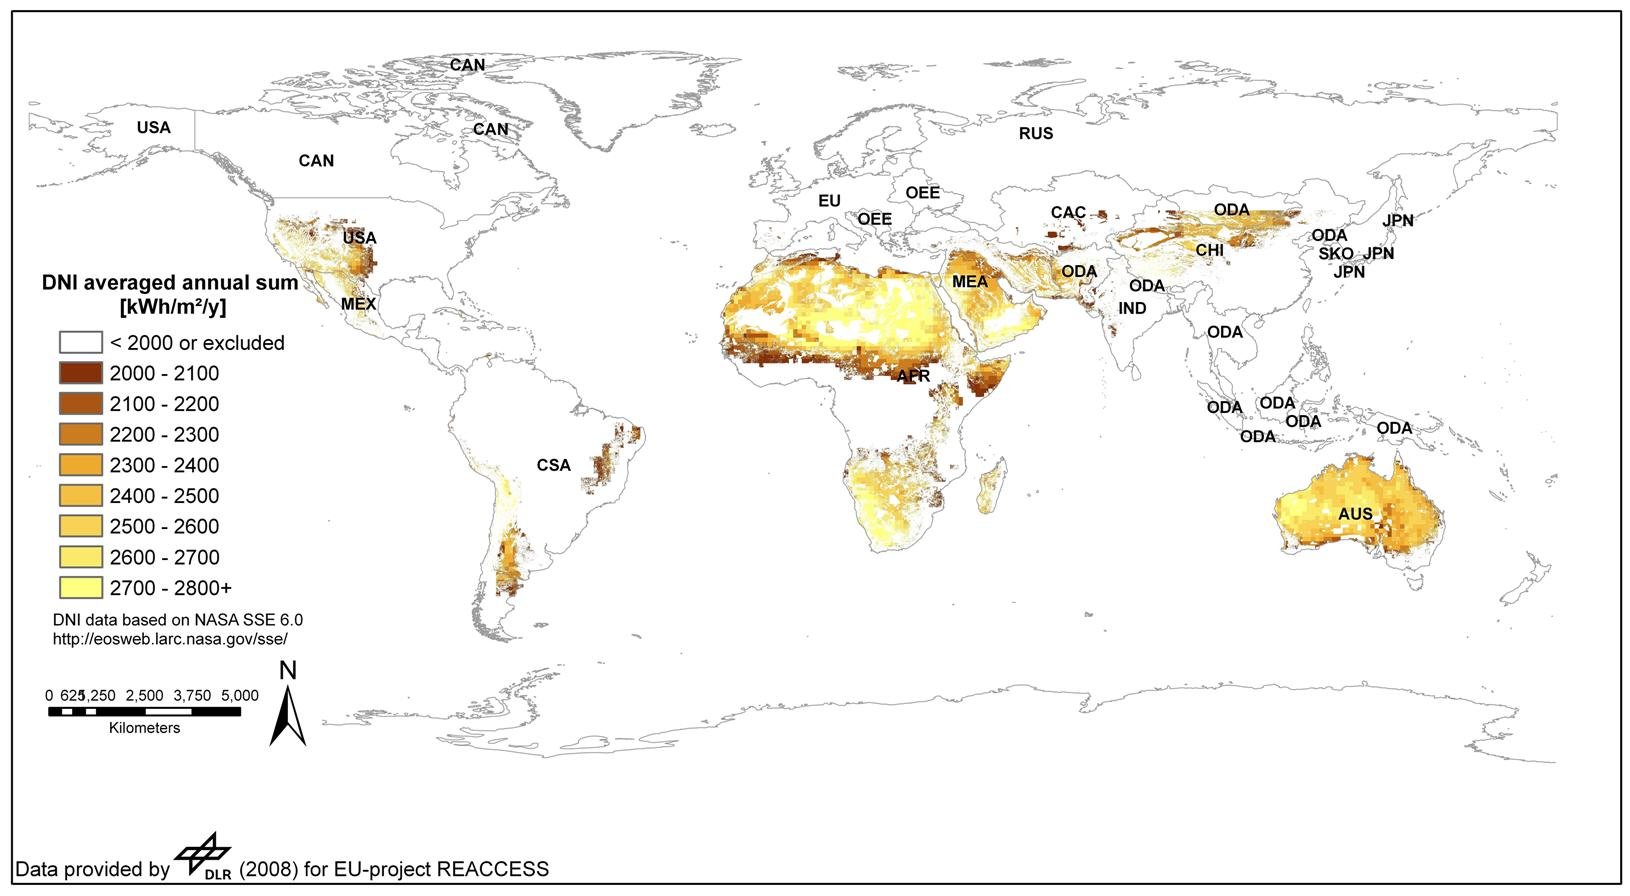 CAN
USA
CAN
RUS
CAN
OEE
EU
OEE
CAC
ODA
JPN
USA
ODA
CHI
SKO
JPN
JPN
ODA
MEA
ODA
MEX
IND
ODA
AFR
ODA
ODA
ODA
ODA
ODA
CSA
AUS
DNI averaged annual sum
[kWh/m²/y]
< 2000 or excluded
2000 - 2100
2100 - 2200
2200 - 2300
2300 - 2400
2400 - 2500
2500 - 2600
2600 - 2700
2700 - 2800+
DNI data based on NASA SSE 6.0
http://eosweb.larc.nasa.gov/sse/
N
0 625 1,250 2,500 3,750 5,000
Kilometers
Data provided by DLR (2008) for EU-project REACCESS